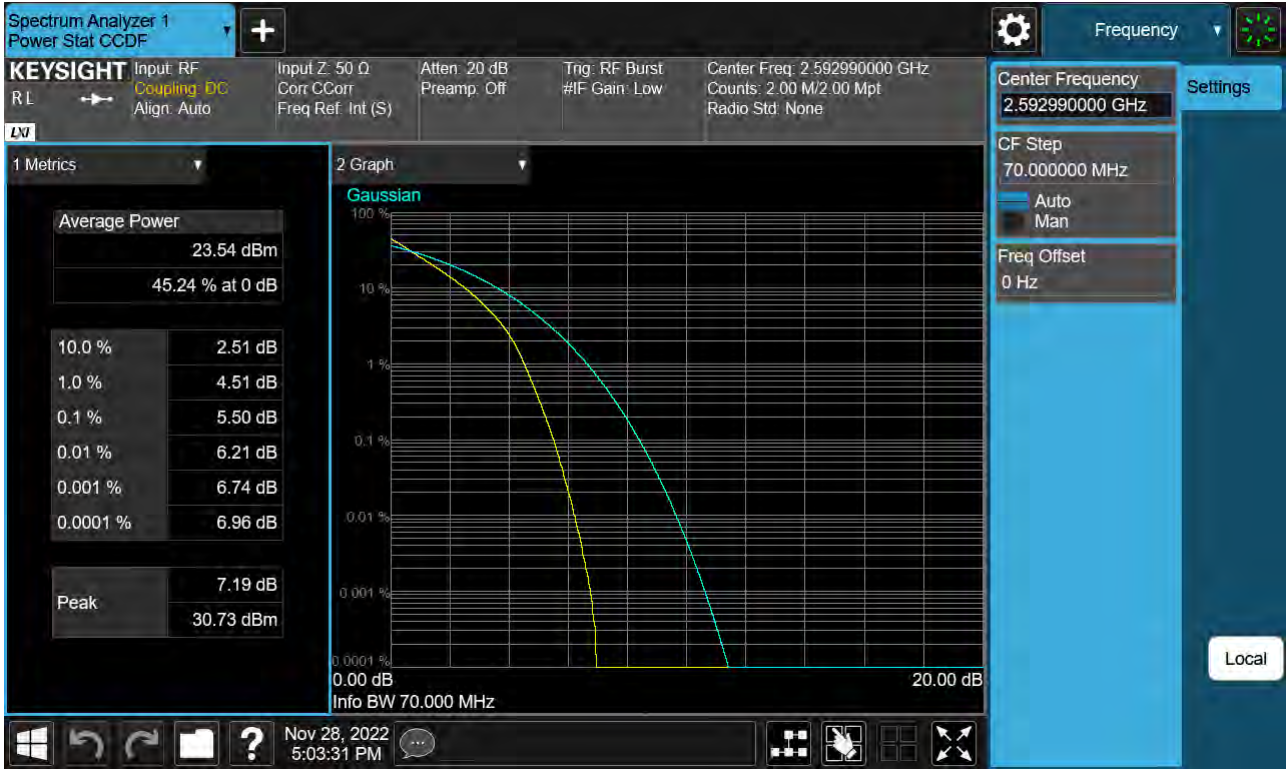 Spectrum Analyzer 1
Power Stat CCDF
+
Frequency
KEYSIGHT
R L
LXI
Input: RF
Coupling: DC
Align: Auto
Input Z: 50 Ω
Corr CCorr
Freq Ref: Int (S)
Atten: 20 dB
Preamp: Off
Trig: RF Burst
#IF Gain: Low
Center Freq: 2.592990000 GHz
Counts: 2.00 M/2.00 Mpt
Radio Std: None
Center Frequency
2.592990000 GHz
Settings
CF Step
70.000000 MHz
Auto
Man
Freq Offset
0 Hz
Local
1 Metrics
Average Power
23.54 dBm
45.24 % at 0 dB
10.0 % 2.51 dB
1.0 % 4.51 dB
0.1 % 5.50 dB
0.01 % 6.21 dB
0.001 % 6.74 dB
0.0001 % 6.96 dB
Peak
7.19 dB
30.73 dBm
2 Graph
Gaussian
100 %
10 %
1 %
0.1 %
0.01 %
0.001 %
0.0001 %
0.00 dB 20.00 dB
Info BW 70.000 MHz
?
Nov 28, 2022
5:03:31 PM